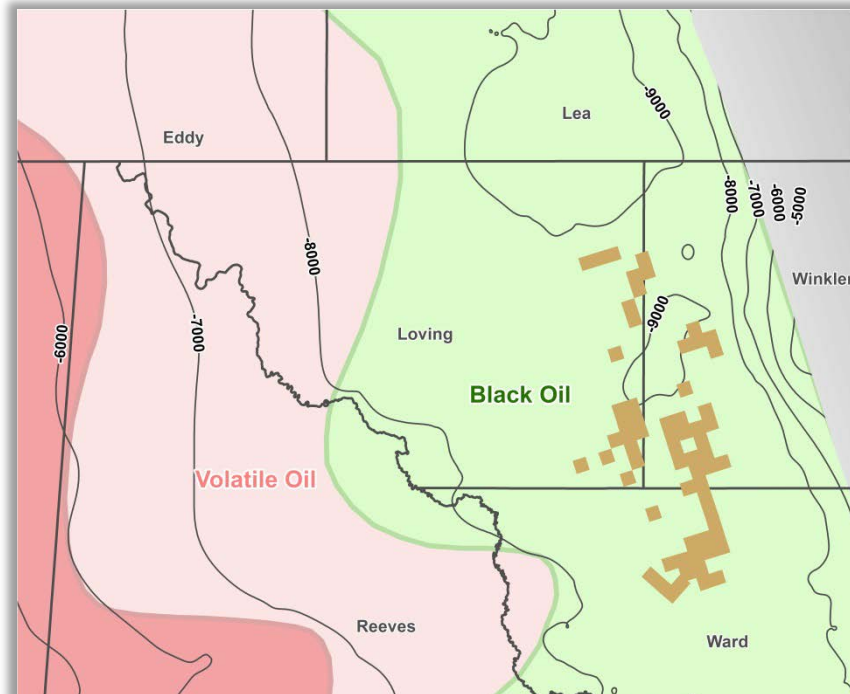 -9000
Lea
Eddy
-8000
-7000
-6000
-5000
-8000
Winkler
-9000
-7000
-6000
Loving
Black Oil
Volatile Oil
Reeves
Ward